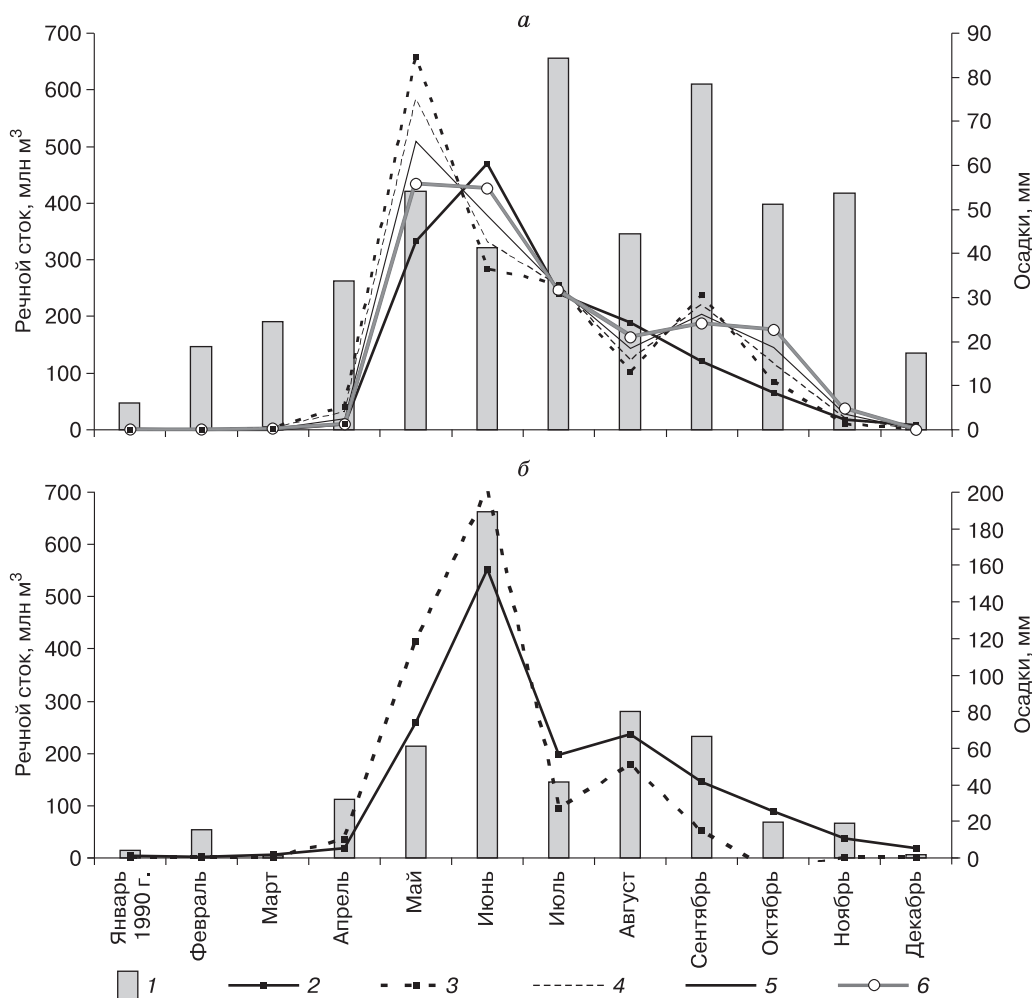 а
700
600
500
400
300
200
100
0
Речной сток, млн м³
90
80
70
60
50
40
30
20
10
0
Осадки, мм
б
700
600
500
400
300
200
100
0
Речной сток, млн м³
200
180
160
140
120
100
80
60
40
20
0
Осадки, мм
Январь
1990 г.
Февраль
Март
Апрель
Май
Июнь
Июль
Август
Сентябрь
Октябрь
Ноябрь
Декабрь
1 2 3 4 5 6